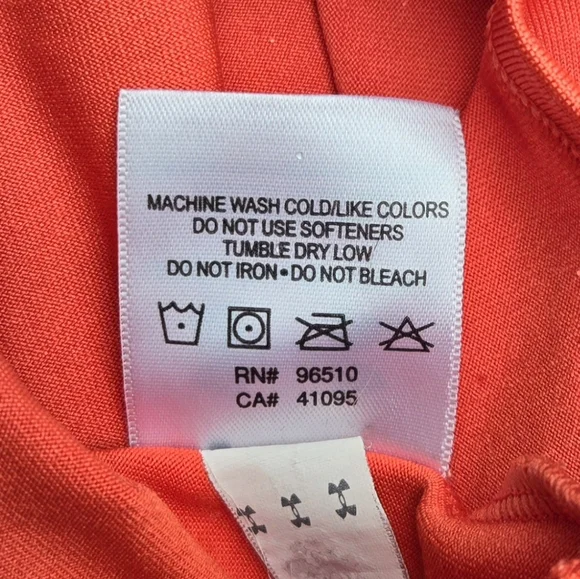 MACHINE WASH COLD/LIKE COLORS
DO NOT USE SOFTENERS
TUMBLE DRY LOW
DO NOT IRON•DO NOT BLEACH
RN# 96510
CA# 41095